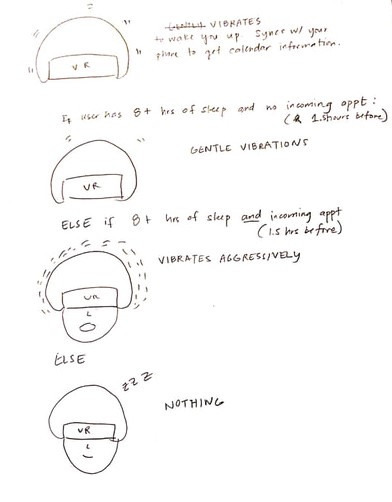 GENTLY VIBRATES
to wake you up syncs w/ your
phone to get calendar information.
VR
If user has 8+ hrs of sleep and no incoming appt:
(& 1.5hours before)
GENTLE VIBRATIONS
VR
ELSE if 8+ hrs of sleep and incoming appt
(1.5 hrs before)
VIBRATES AGGRESSIVELY
VR
ELSE
zzz
NOTHING
VR